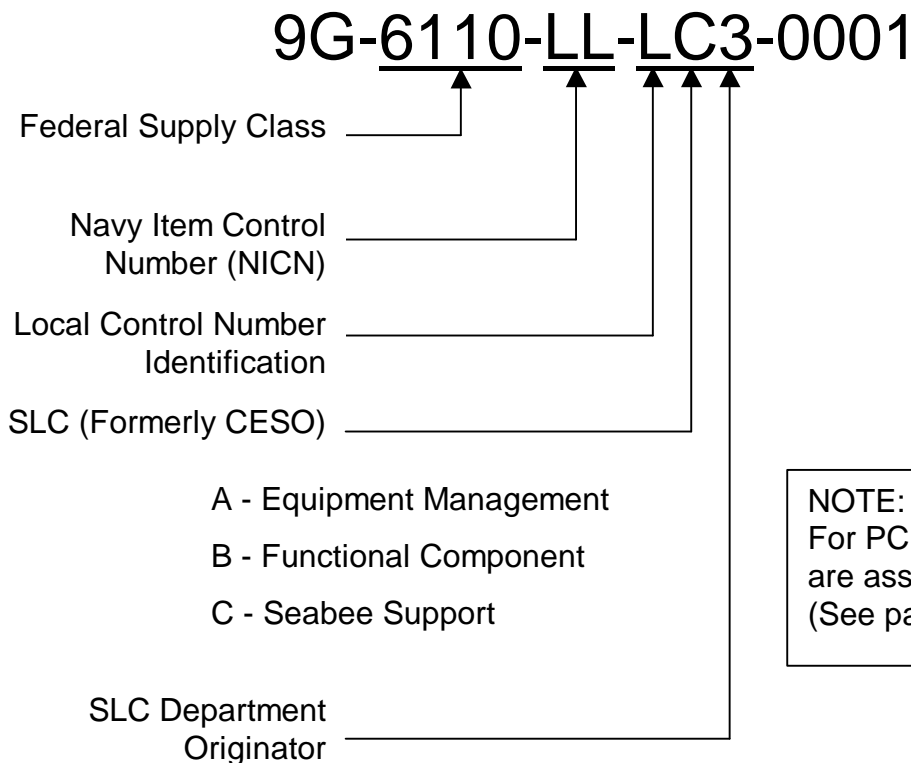 9G-6110-LL-LC3-0001
Federal Supply Class
Navy Item Control
Number (NICN)
Local Control Number
Identification
SLC (Formerly CESO)
A - Equipment Management
B - Functional Component
C - Seabee Support
NOTE:
For PC
are ass
(See pa
SLC Department
Originator